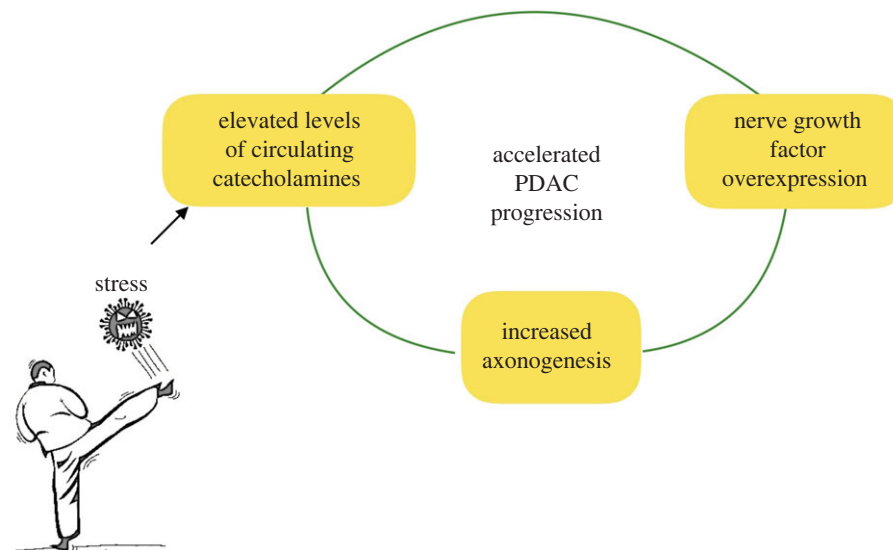 elevated levels
of circulating
catecholamines
nerve growth
factor
overexpression
accelerated
PDAC
progression
stress
increased
axonogenesis